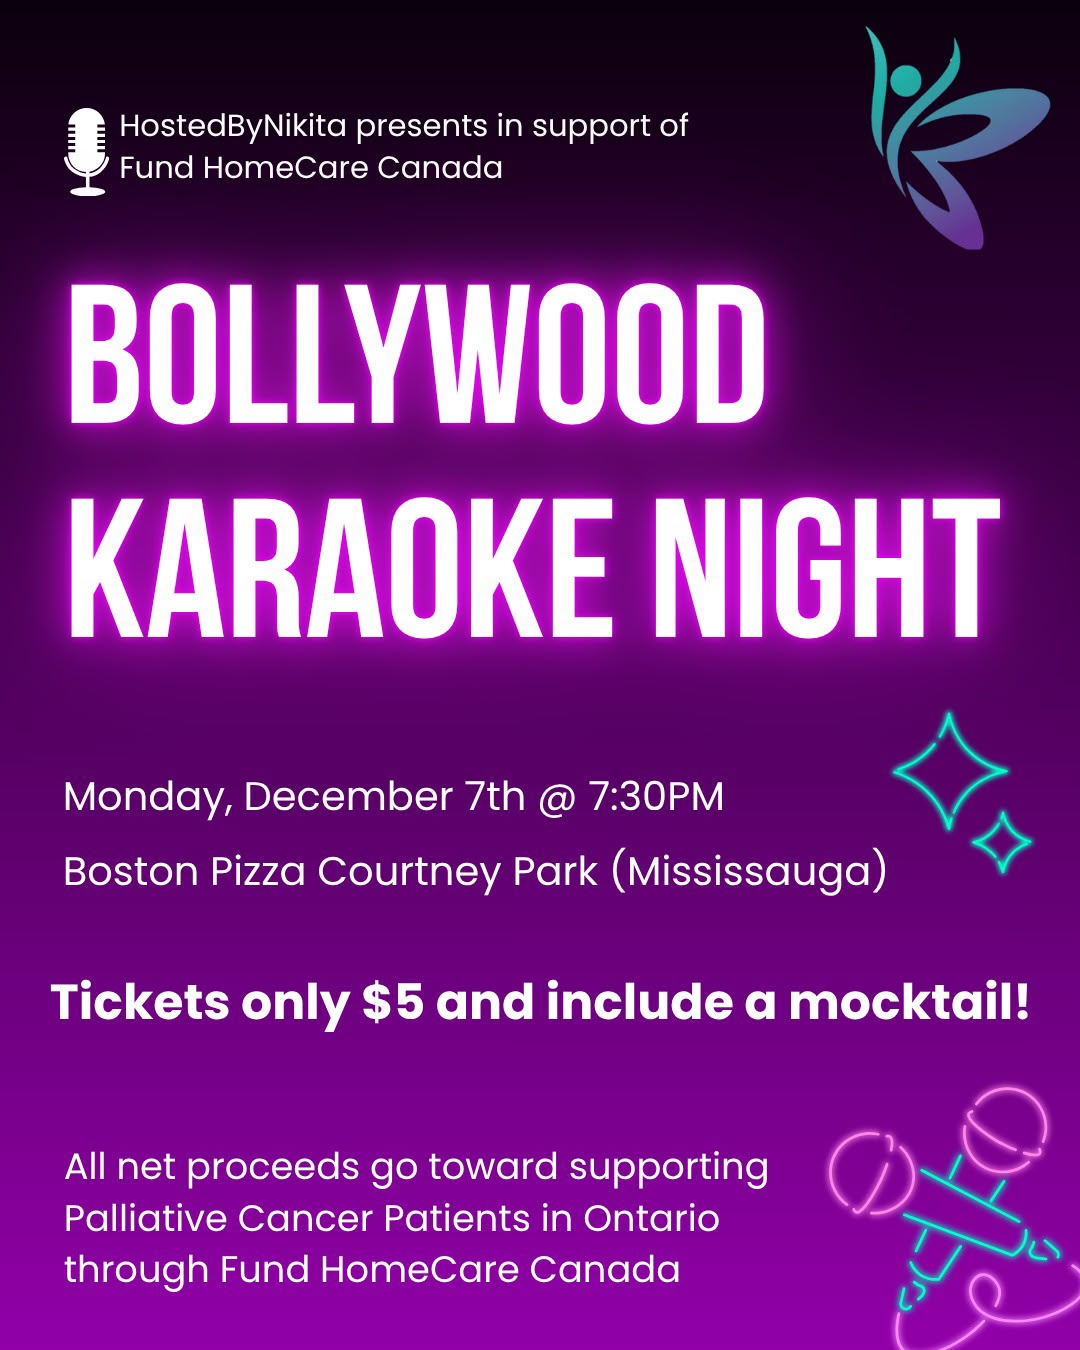 HostedByNikita presents in support of
Fund HomeCare Canada
BOLLYWOOD
KARAOKE NIGHT
Monday, December 7th @ 7:30PM
Boston Pizza Courtney Park (Mississauga)
Tickets only $5 and include a mocktail!
All net proceeds go toward supporting
Palliative Cancer Patients in Ontario
through Fund HomeCare Canada